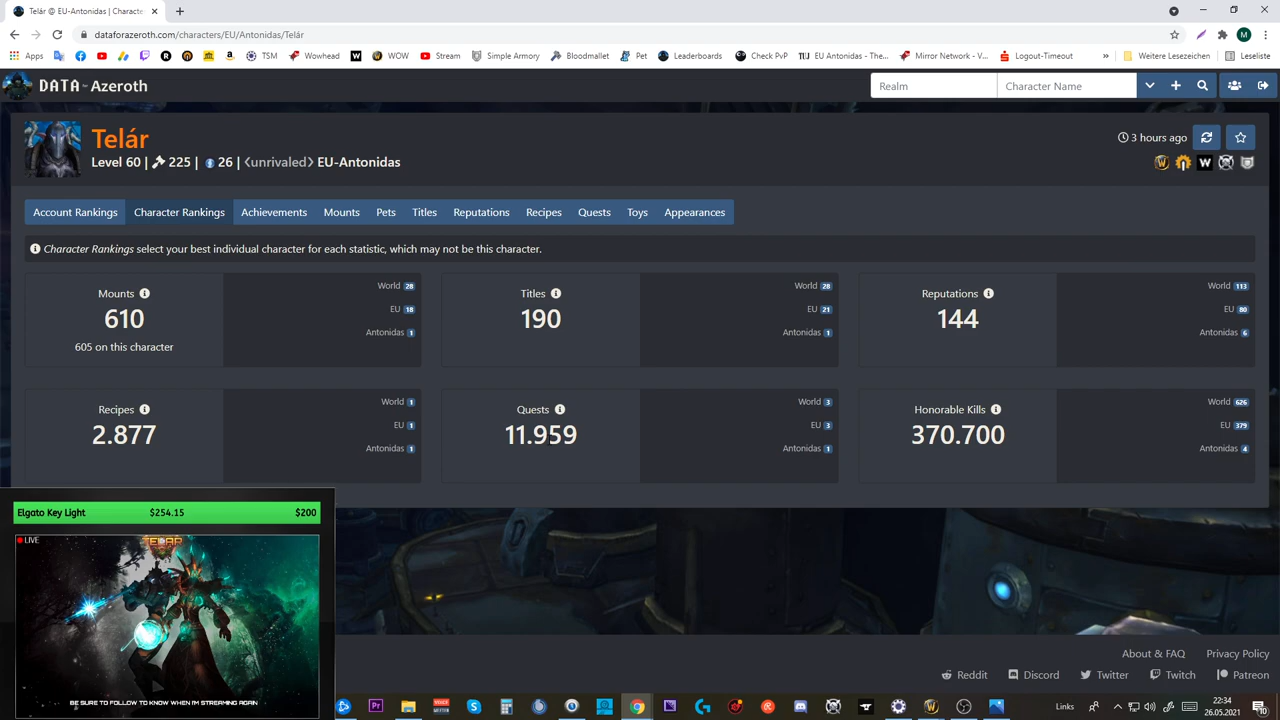 Telár @ EU-Antonidas | Charact
dataforazeroth.com/characters/EU/Antonidas/Telár
M
Apps
TSM
Wowhead
WOW
Stream
Simple Armory
Bloodmallet
Pet
Leaderboards
Check PvP
EU Antonidas - The...
Mirror Network - V...
Logout-Timeout
»
Weitere Lesezeichen
Leseliste
DATA for Azeroth
Realm
Character Name
Telár
3 hours ago
Level 60 | 225 | 26 | <unrivaled> EU-Antonidas
Account Rankings
Character Rankings
Achievements
Mounts
Pets
Titles
Reputations
Recipes
Quests
Toys
Appearances
Character Rankings select your best individual character for each statistic, which may not be this character.
Mounts
610
605 on this character
World 28
EU 18
Antonidas 1
Titles
190
World 28
EU 21
Antonidas 1
Reputations
144
World 113
EU 80
Antonidas 6
Recipes
2.877
World 1
EU 1
Antonidas 1
Quests
11.959
World 3
EU 3
Antonidas 1
Honorable Kills
370.700
World 626
EU 379
Antonidas 4
Elgato Key Light $254.15 $200
LIVE
TELAR
BE SURE TO FOLLOW TO KNOW WHEN I'M STREAMING AGAIN
About & FAQ
Privacy Policy
Reddit
Discord
Twitter
Twitch
Patreon
Links
22:34
26.05.2021